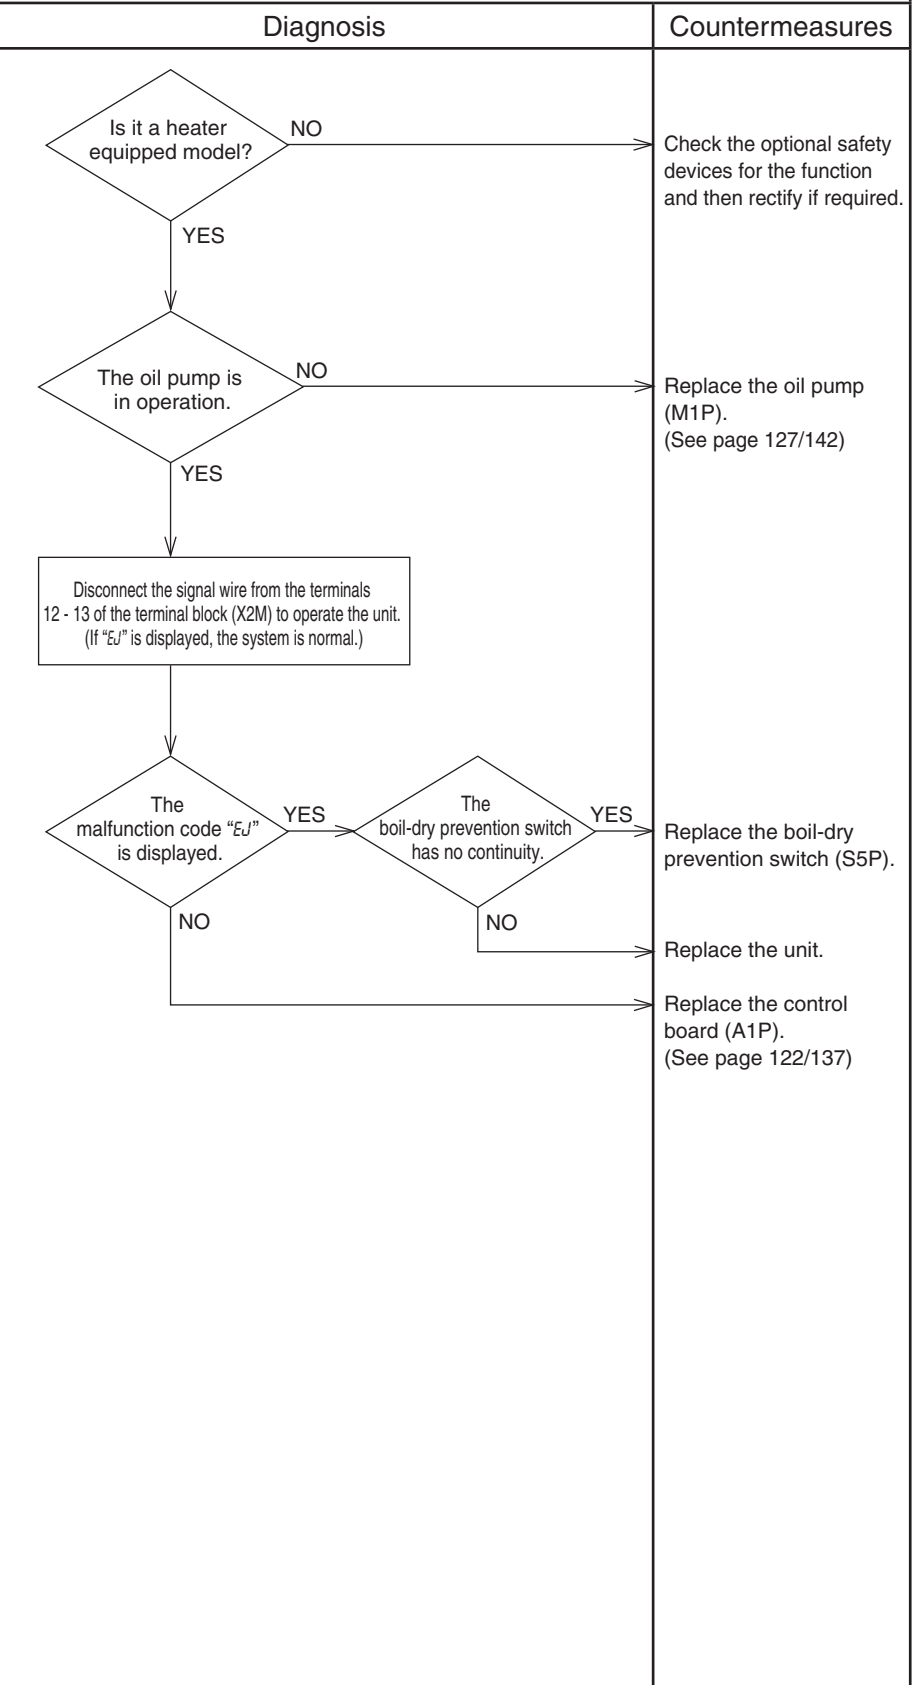 Diagnosis
Countermeasures
Is it a heater
equipped model?
NO
Check the optional safety
devices for the function
and then rectify if required.
YES
The oil pump is
in operation.
NO
Replace the oil pump
(M1P).
(See page 127/142)
YES
Disconnect the signal wire from the terminals
12 - 13 of the terminal block (X2M) to operate the unit.
(If “EJ” is displayed, the system is normal.)
The
malfunction code “EJ”
is displayed.
YES
The
boil-dry prevention switch
has no continuity.
YES
Replace the boil-dry
prevention switch (S5P).
NO
NO
Replace the unit.
Replace the control
board (A1P).
(See page 122/137)